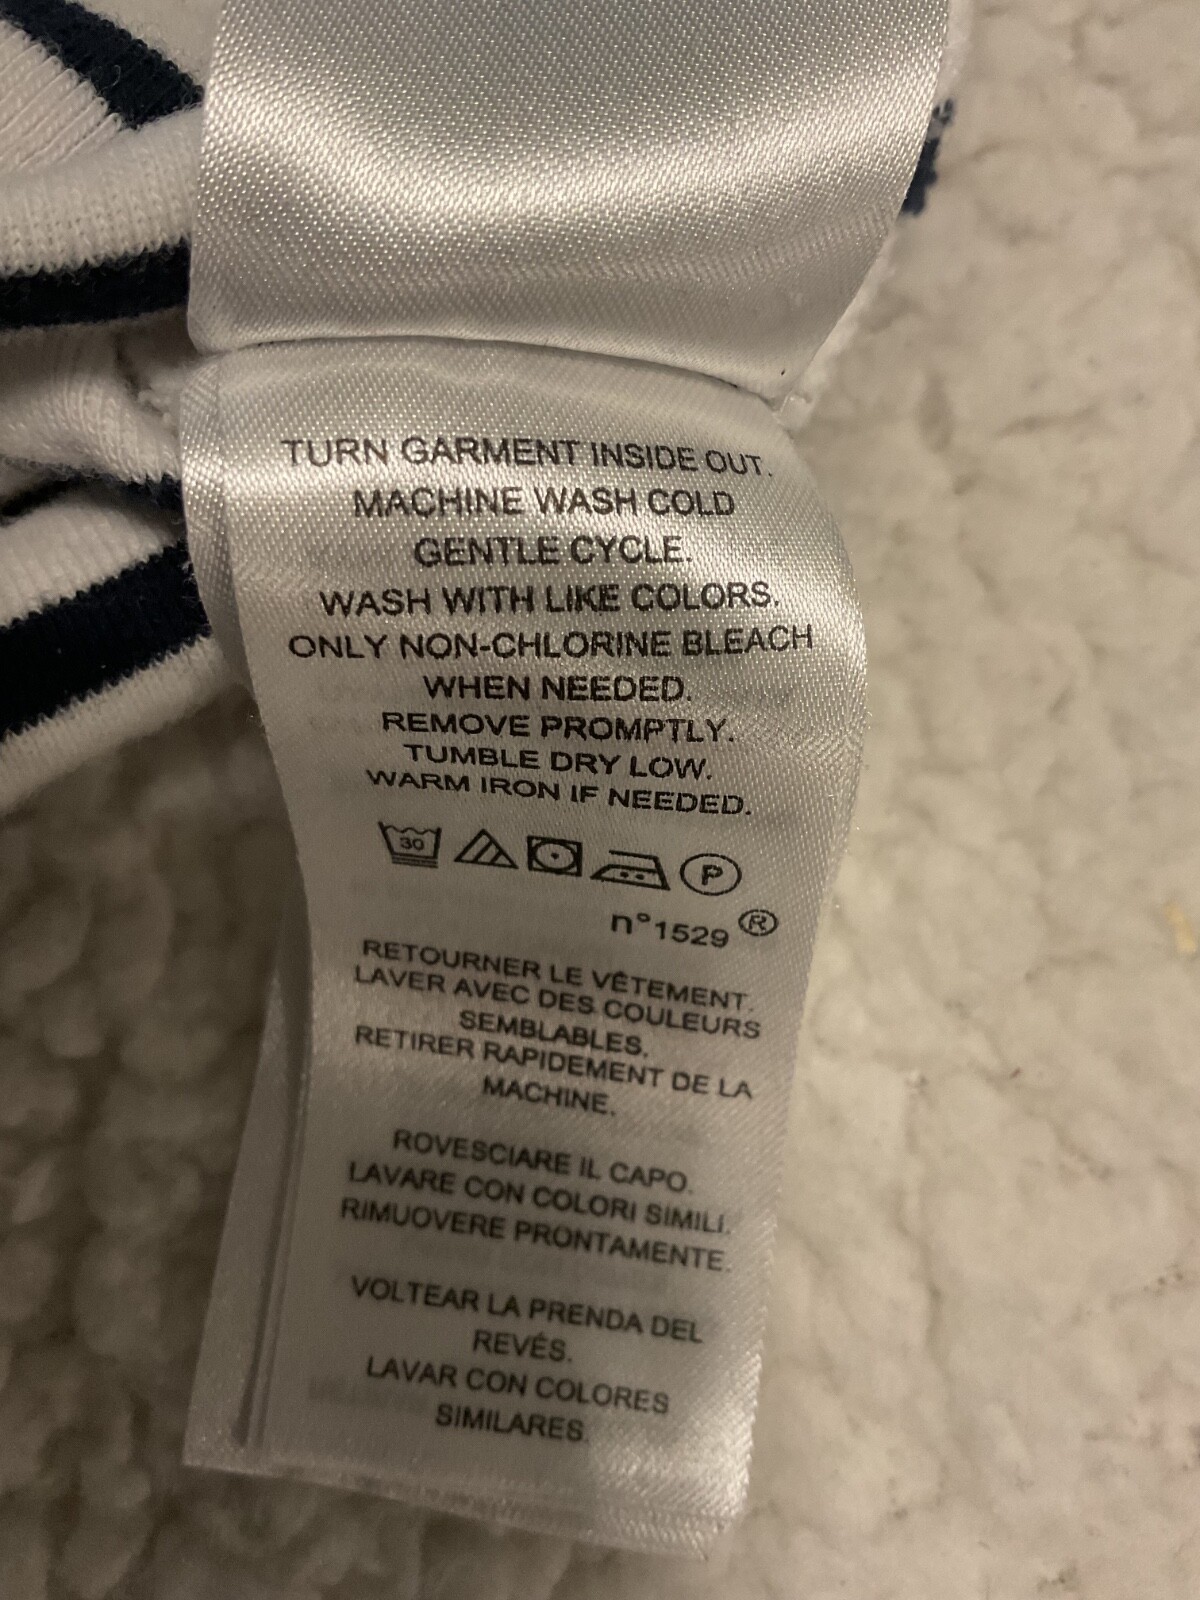 TURN GARMENT INSIDE OUT.
MACHINE WASH COLD
GENTLE CYCLE.
WASH WITH LIKE COLORS.
ONLY NON-CHLORINE BLEACH
WHEN NEEDED.
REMOVE PROMPTLY.
TUMBLE DRY LOW.
WARM IRON IF NEEDED.
30 P
n°1529 ®
RETOURNER LE VÊTEMENT.
LAVER AVEC DES COULEURS
SEMBLABLES.
RETIRER RAPIDEMENT DE LA
MACHINE.
ROVESCIARE IL CAPO.
LAVARE CON COLORI SIMILI.
RIMUOVERE PRONTAMENTE.
VOLTEAR LA PRENDA DEL
REVÉS.
LAVAR CON COLORES
SIMILARES.